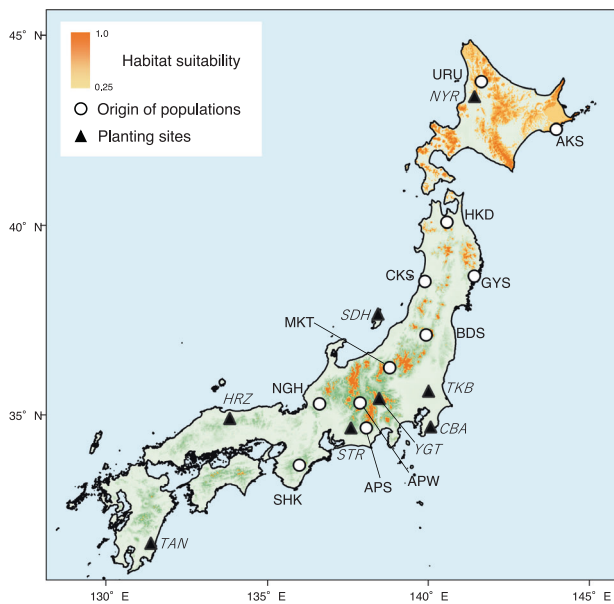 45° N
1.0
Habitat suitability
0.25
Origin of populations
Planting sites
URU
NYR
AKS
40° N
HKD
CKS
GYS
SDH
MKT
BDS
NGH
TKB
HRZ
35° N
CBA
STR
YGT
APW
SHK
APS
TAN
130° E
135° E
140° E
145° E